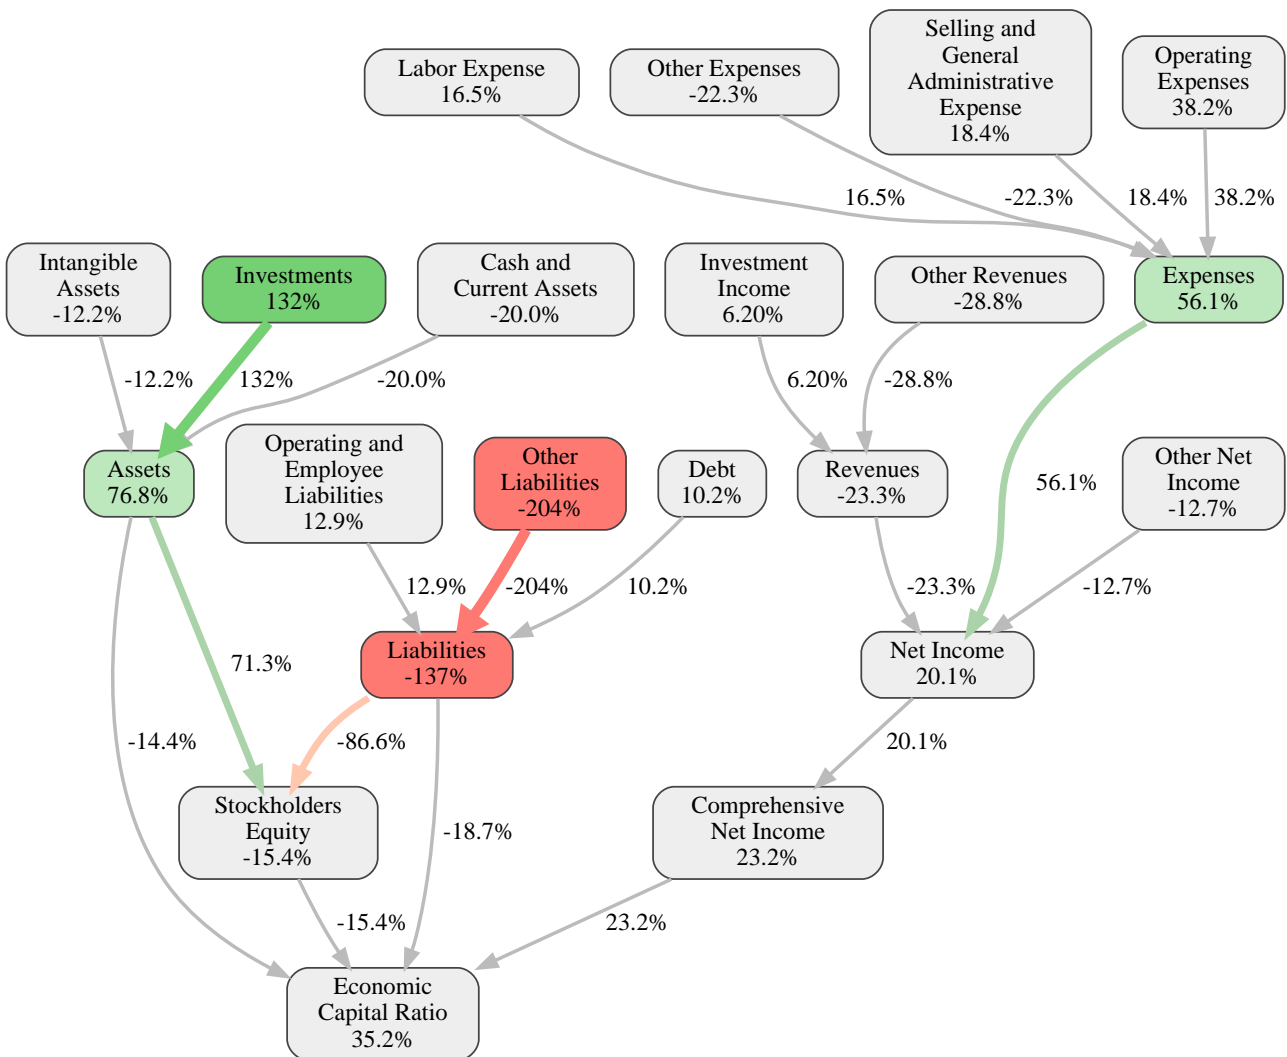 Labor Expense
16.5%
Other Expenses
-22.3%
Selling and
General
Administrative
Expense
18.4%
Operating
Expenses
38.2%
16.5%
-22.3%
18.4%
38.2%
Intangible
Assets
-12.2%
Investments
132%
Cash and
Current Assets
-20.0%
Investment
Income
6.20%
Other Revenues
-28.8%
Expenses
56.1%
-12.2%
132%
-20.0%
6.20%
-28.8%
56.1%
Assets
76.8%
Operating and
Employee
Liabilities
12.9%
Other
Liabilities
-204%
Debt
10.2%
Revenues
-23.3%
Other Net
Income
-12.7%
12.9%
-204%
10.2%
-23.3%
-12.7%
71.3%
Liabilities
-137%
Net Income
20.1%
-14.4%
-86.6%
20.1%
Stockholders
Equity
-15.4%
-18.7%
Comprehensive
Net Income
23.2%
-15.4%
23.2%
Economic
Capital Ratio
35.2%